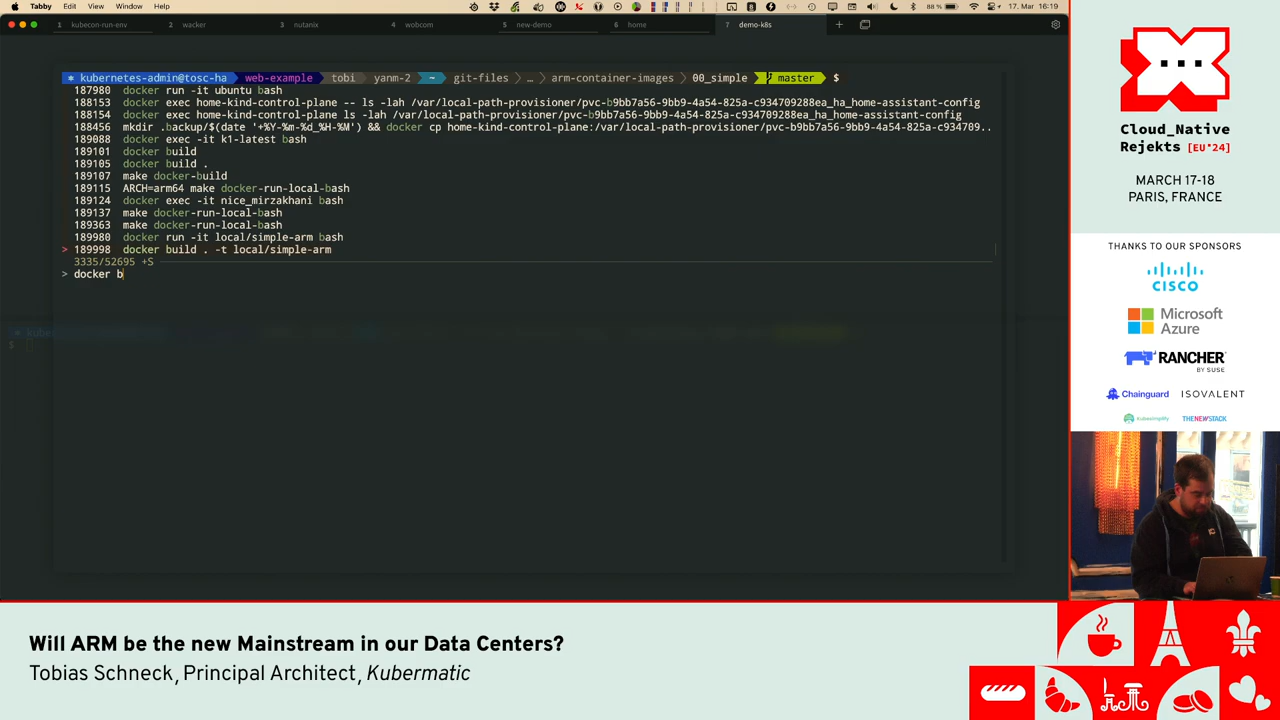 Tabby Edit View Window Help
88 % 17. Mar 16:19
1 kubecon-run-env 2 wacker 3 nutanix 4 wobcom 5 new-demo 6 home 7 demo-k8s
kubernetes-admin@tosc-ha web-example tobi yanm-2 ~ git-files … arm-container-images 00_simple master $
187980 docker run -it ubuntu bash
188153 docker exec home-kind-control-plane -- ls -lah /var/local-path-provisioner/pvc-b9bb7a56-9bb9-4a54-825a-c934709288ea_ha_home-assistant-config
188154 docker exec home-kind-control-plane ls -lah /var/local-path-provisioner/pvc-b9bb7a56-9bb9-4a54-825a-c934709288ea_ha_home-assistant-config
188456 mkdir .backup/$(date '+%Y-%m-%d_%H-%M') && docker cp home-kind-control-plane:/var/local-path-provisioner/pvc-b9bb7a56-9bb9-4a54-825a-c934709..
189088 docker exec -it k1-latest bash
189101 docker build
189105 docker build .
189107 make docker-build
189115 ARCH=arm64 make docker-run-local-bash
189124 docker exec -it nice_mirzakhani bash
189137 make docker-run-local-bash
189363 make docker-run-local-bash
189980 docker run -it local/simple-arm bash
> 189998 docker build . -t local/simple-arm
3335/52695 +S
> docker b
$
Cloud_Native
Rejekts [EU'24]
MARCH 17-18
PARIS, FRANCE
THANKS TO OUR SPONSORS
CISCO
Microsoft
Azure
RANCHER
BY SUSE
Chainguard ISOVALENT
Kubesimplify THENEWSTACK
Will ARM be the new Mainstream in our Data Centers?
Tobias Schneck, Principal Architect, Kubermatic